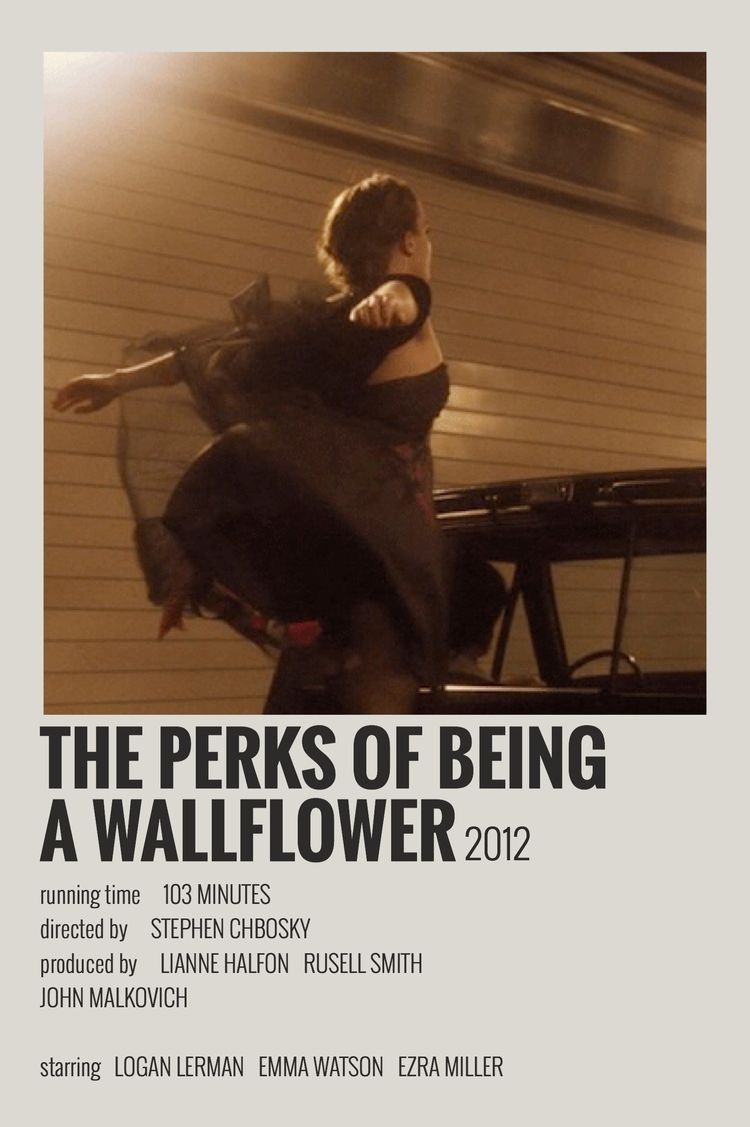 THE PERKS OF BEING
A WALLFLOWER 2012
running time 103 MINUTES
directed by STEPHEN CHBOSKY
produced by LIANNE HALFON RUSELL SMITH
JOHN MALKOVICH
starring LOGAN LERMAN EMMA WATSON EZRA MILLER